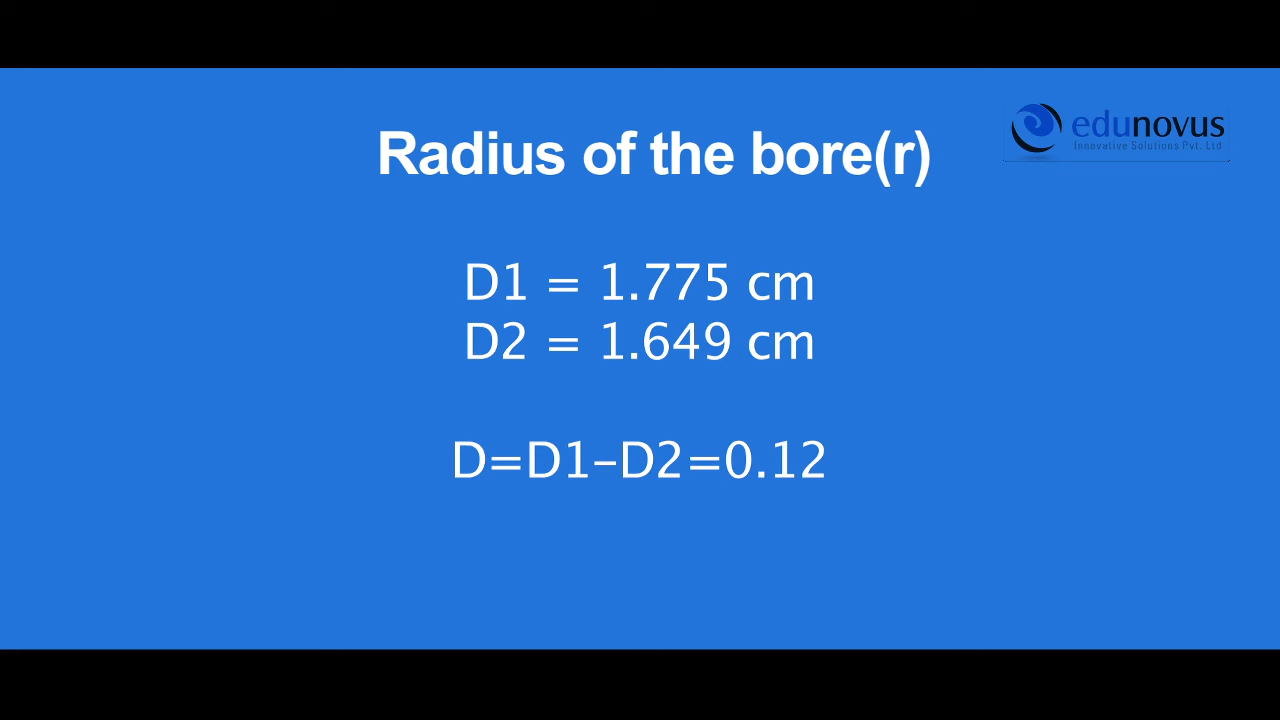 edunovus
Innovative Solutions Pvt. Ltd
Radius of the bore(r)
D1 = 1.775 cm
D2 = 1.649 cm
D=D1–D2=0.12